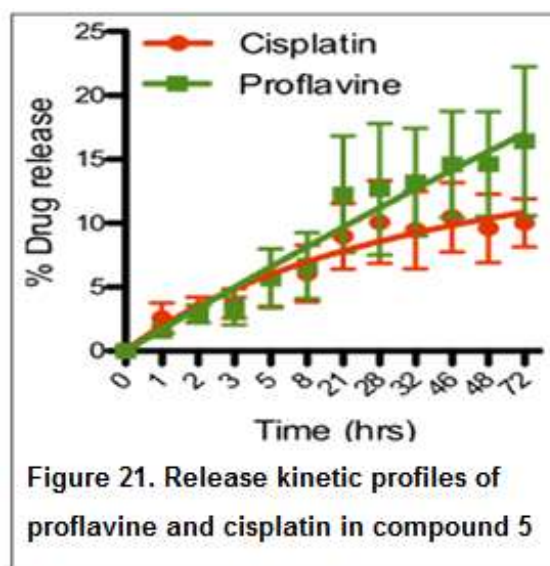 25
20
15
10
5
0
% Drug release
Cisplatin
Proflavine
0 1 2 3 5 8 21 28 32 46 48 72
Time (hrs)
Figure 21. Release kinetic profiles of
proflavine and cisplatin in compound 5